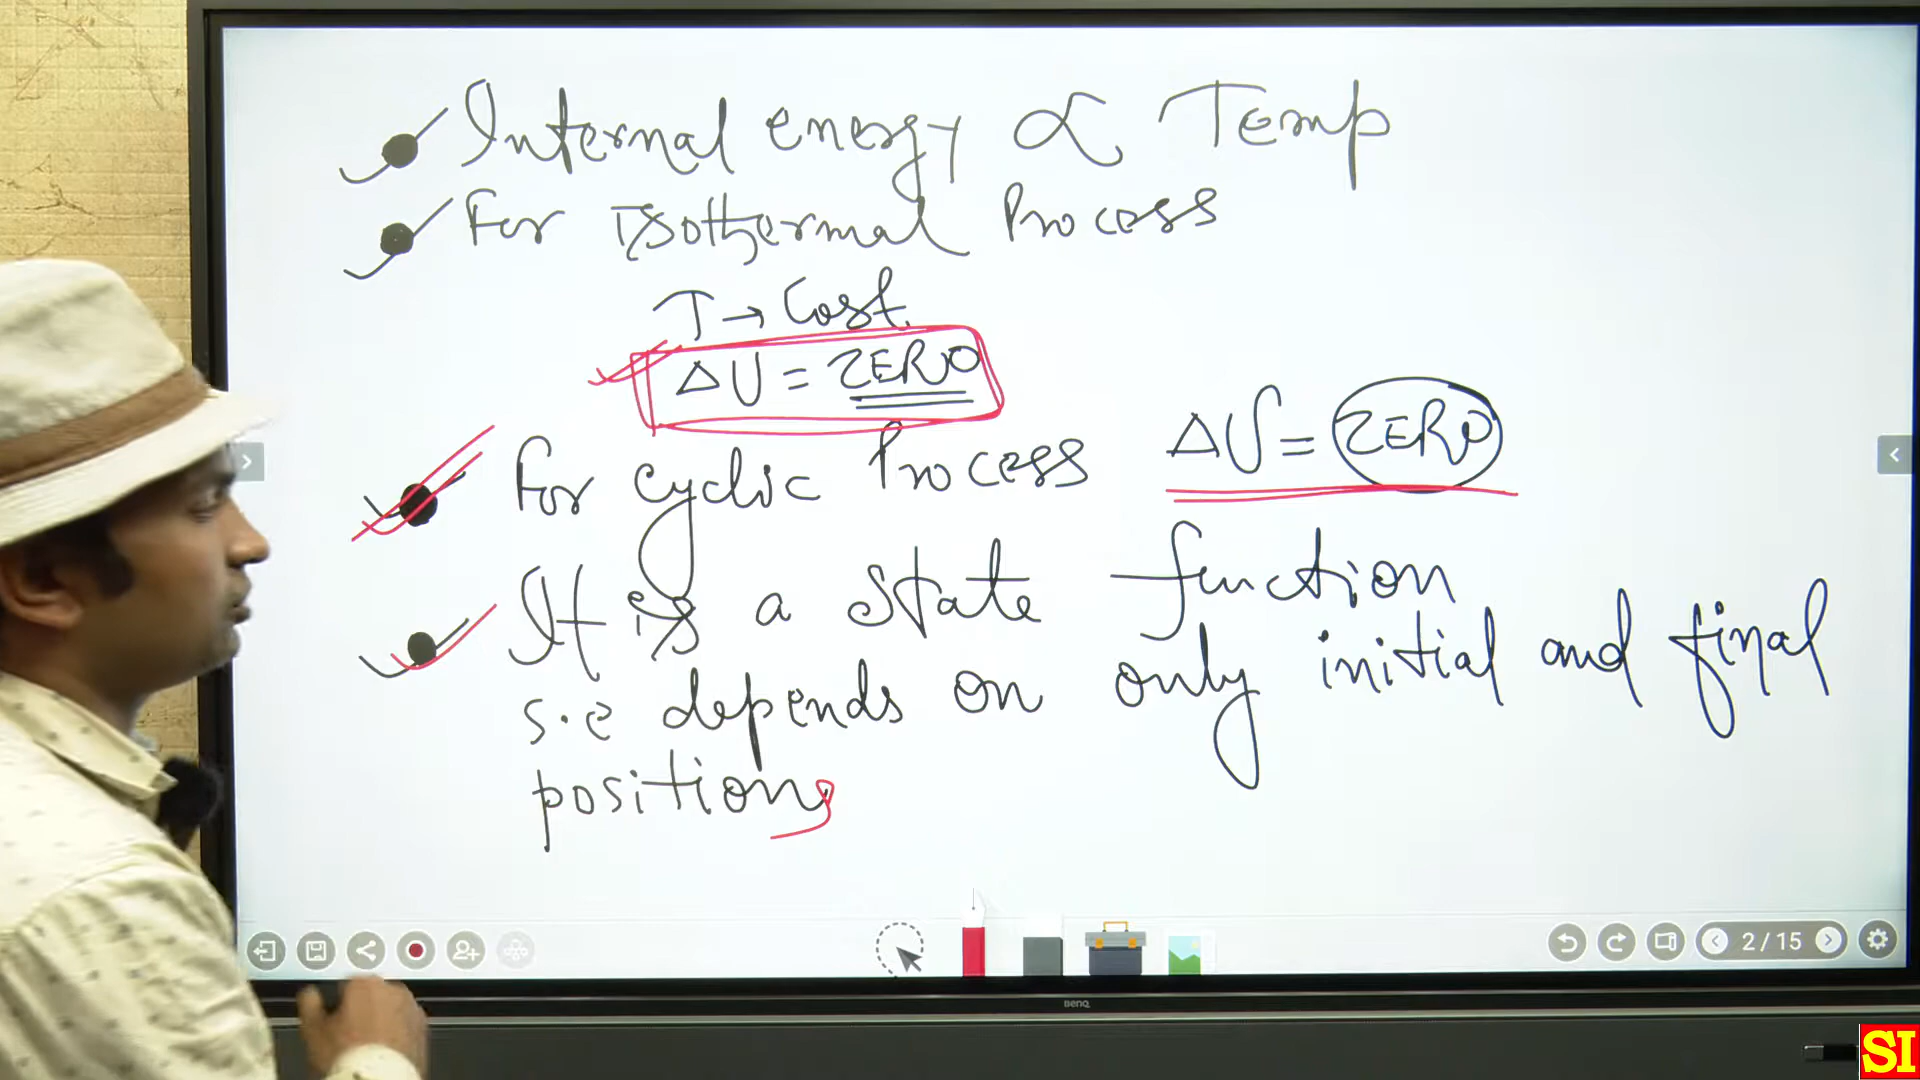 Internal energy ∝ Temp
For isothermal Process
T → Cost.
ΔU = ZERO
For cyclic Process ΔU = ZERO
It is a state function
s.e depends on only initial and final
positions
2/15
BenQ
SI